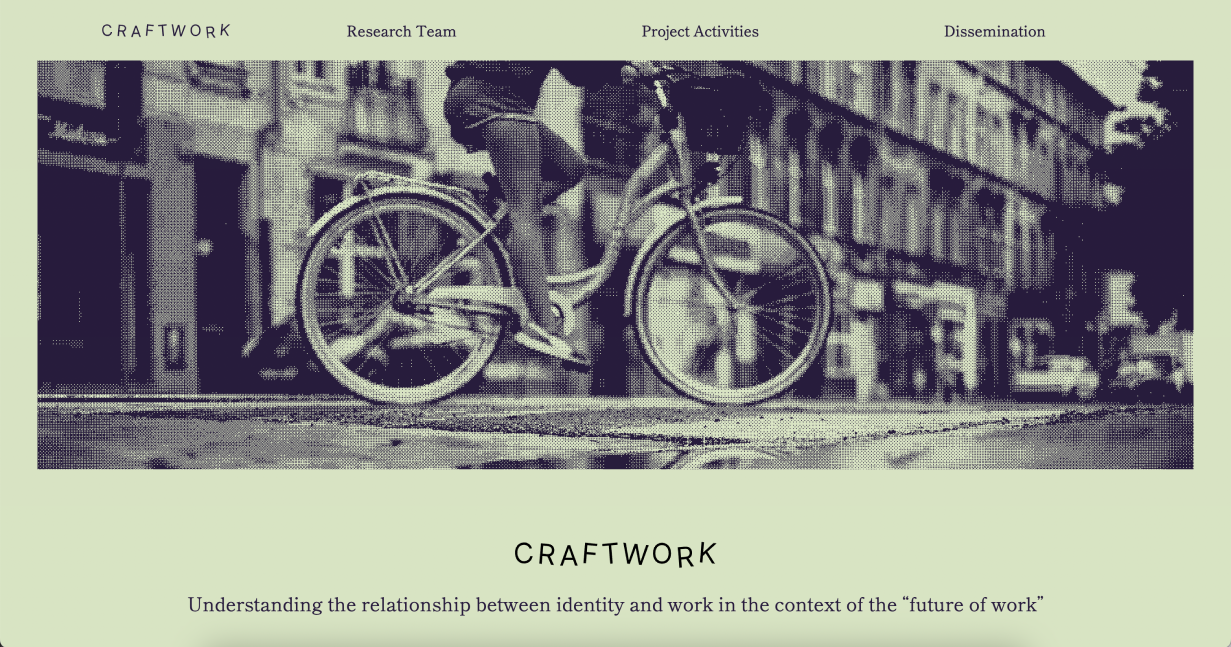 CRAFTWORK
Research Team
Project Activities
Dissemination
CRAFTWORK
Understanding the relationship between identity and work in the context of the “future of work”